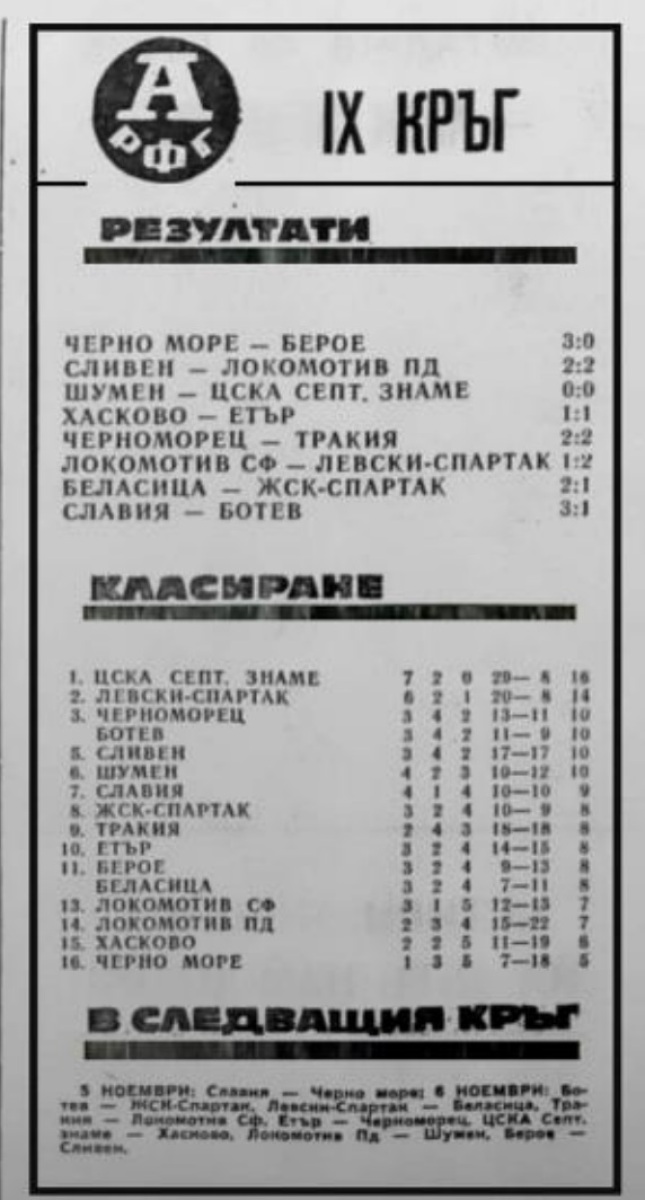 А
РФГ
IX КРЪГ
РЕЗУЛТАТИ
ЧЕРНО МОРЕ — БЕРОЕ 3:0
СЛИВЕН — ЛОКОМОТИВ ПД 2:2
ШУМЕН — ЦСКА СЕПТ. ЗНАМЕ 0:0
ХАСКОВО — ЕТЪР 1:1
ЧЕРНОМОРЕЦ — ТРАКИЯ 2:2
ЛОКОМОТИВ СФ — ЛЕВСКИ-СПАРТАК 1:2
БЕЛАСИЦА — ЖСК-СПАРТАК 2:1
СЛАВИЯ — БОТЕВ 3:1
КЛАСИРАНЕ
1. ЦСКА СЕПТ. ЗНАМЕ 7 2 0 20— 8 16
2. ЛЕВСКИ-СПАРТАК 6 2 1 20— 8 14
3. ЧЕРНОМОРЕЦ 3 4 2 13—11 10
БОТЕВ 3 4 2 11— 9 10
5. СЛИВЕН 3 4 2 17—17 10
6. ШУМЕН 4 2 3 10—12 10
7. СЛАВИЯ 4 1 4 10—10 9
8. ЖСК-СПАРТАК 3 2 4 10— 9 8
9. ТРАКИЯ 2 4 3 18—18 8
10. ЕТЪР 3 2 4 14—15 8
11. БЕРОЕ 3 2 4 9—13 8
БЕЛАСИЦА 3 2 4 7—11 8
13. ЛОКОМОТИВ СФ 3 1 5 12—13 7
14. ЛОКОМОТИВ ПД 2 3 4 15—22 7
15. ХАСКОВО 2 2 5 11—19 6
16. ЧЕРНО МОРЕ 1 3 5 7—18 5
В СЛЕДВАЩИЯ КРЪГ
5 НОЕМВРИ: Славия — Черно море; 6 НОЕМВРИ: Бо-
тев — ЖСК-Спартак, Левски-Спартак — Беласица, Тра-
кия — Локомотив Сф, Етър — Черноморец, ЦСКА Септ.
знаме — Хасково, Локомотив Пд — Шумен, Берое —
Сливен.